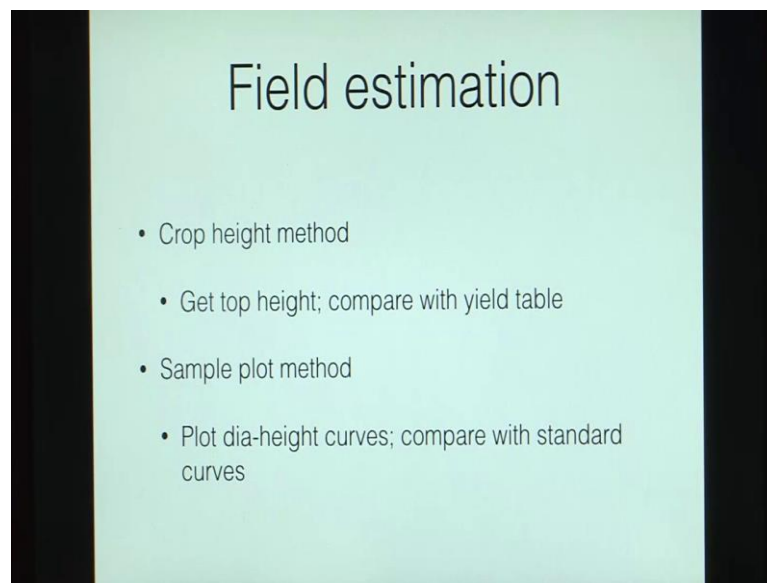 Field estimation
• Crop height method
• Get top height; compare with yield table
• Sample plot method
• Plot dia-height curves; compare with standard
curves